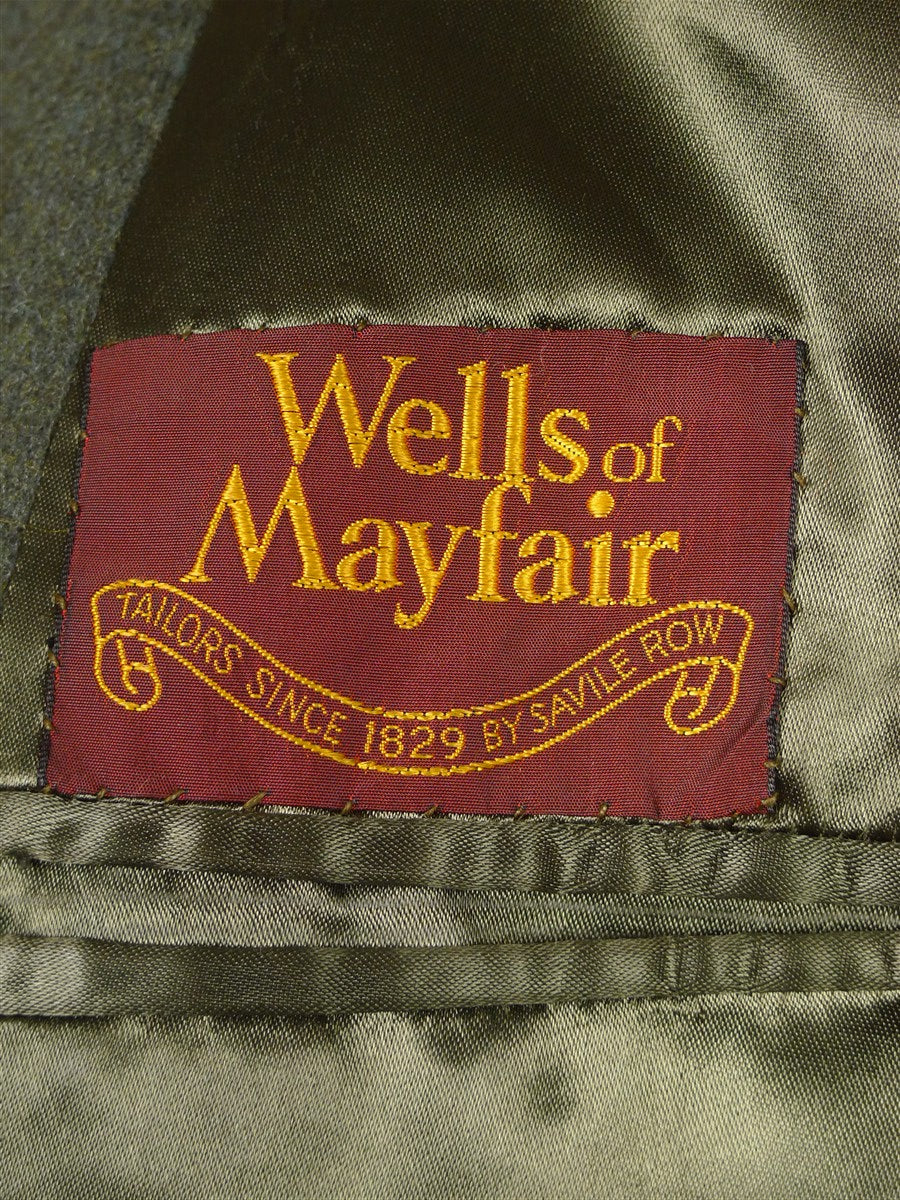 Wells of
Mayfair
TAILORS SINCE 1829 BY SAVILE ROW